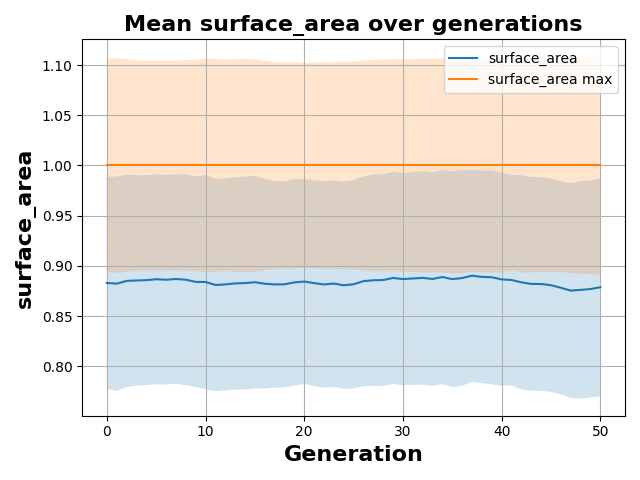 Mean surface_area over generations
surface_area
surface_area max
1.10
1.05
1.00
0.95
0.90
0.85
0.80
surface_area
0
10
20
30
40
50
Generation